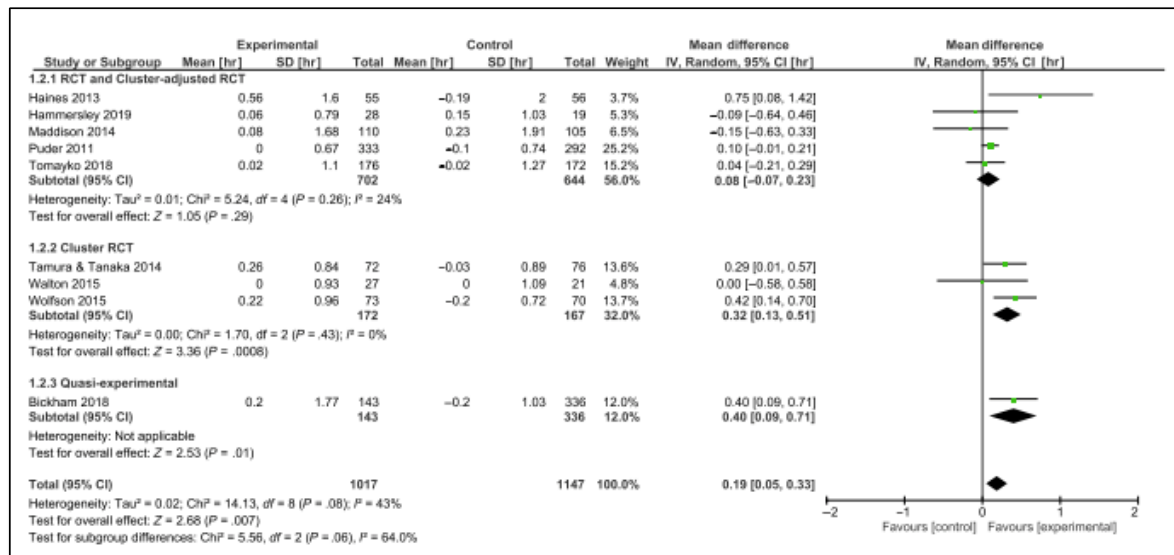 Experimental Control Mean difference Mean difference
Study or Subgroup Mean [hr] SD [hr] Total Mean [hr] SD [hr] Total Weight IV, Random, 95% CI [hr] IV, Random, 95% CI [hr]
1.2.1 RCT and Cluster-adjusted RCT
Haines 2013 0.56 1.6 55 −0.19 2 56 3.7% 0.75 [0.08, 1.42]
Hammersley 2019 0.06 0.79 28 0.15 1.03 19 5.3% −0.09 [−0.64, 0.46]
Maddison 2014 0.08 1.68 110 0.23 1.91 105 6.5% −0.15 [−0.63, 0.33]
Puder 2011 0 0.67 333 −0.1 0.74 292 25.2% 0.10 [−0.01, 0.21]
Tomayko 2018 0.02 1.1 176 −0.02 1.27 172 15.2% 0.04 [−0.21, 0.29]
Subtotal (95% CI) 702 644 56.0% 0.08 [−0.07, 0.23]
Heterogeneity: Tau² = 0.01; Chi² = 5.24, df = 4 (P = 0.26); I² = 24%
Test for overall effect: Z = 1.05 (P = .29)
1.2.2 Cluster RCT
Tamura & Tanaka 2014 0.26 0.84 72 −0.03 0.89 76 13.6% 0.29 [0.01, 0.57]
Walton 2015 0 0.93 27 0 1.09 21 4.8% 0.00 [−0.58, 0.58]
Wolfson 2015 0.22 0.96 73 −0.2 0.72 70 13.7% 0.42 [0.14, 0.70]
Subtotal (95% CI) 172 167 32.0% 0.32 [0.13, 0.51]
Heterogeneity: Tau² = 0.00; Chi² = 1.70, df = 2 (P = .43); I² = 0%
Test for overall effect: Z = 3.36 (P = .0008)
1.2.3 Quasi-experimental
Bickham 2018 0.2 1.77 143 −0.2 1.03 336 12.0% 0.40 [0.09, 0.71]
Subtotal (95% CI) 143 336 12.0% 0.40 [0.09, 0.71]
Heterogeneity: Not applicable
Test for overall effect: Z = 2.53 (P = .01)
Total (95% CI) 1017 1147 100.0% 0.19 [0.05, 0.33]
Heterogeneity: Tau² = 0.02; Chi² = 14.13, df = 8 (P = .08); I² = 43%
Test for overall effect: Z = 2.68 (P = .007)
Test for subgroup differences: Chi² = 5.56, df = 2 (P = .06), I² = 64.0%
−2 −1 0 1 2
Favours [control] Favours [experimental]